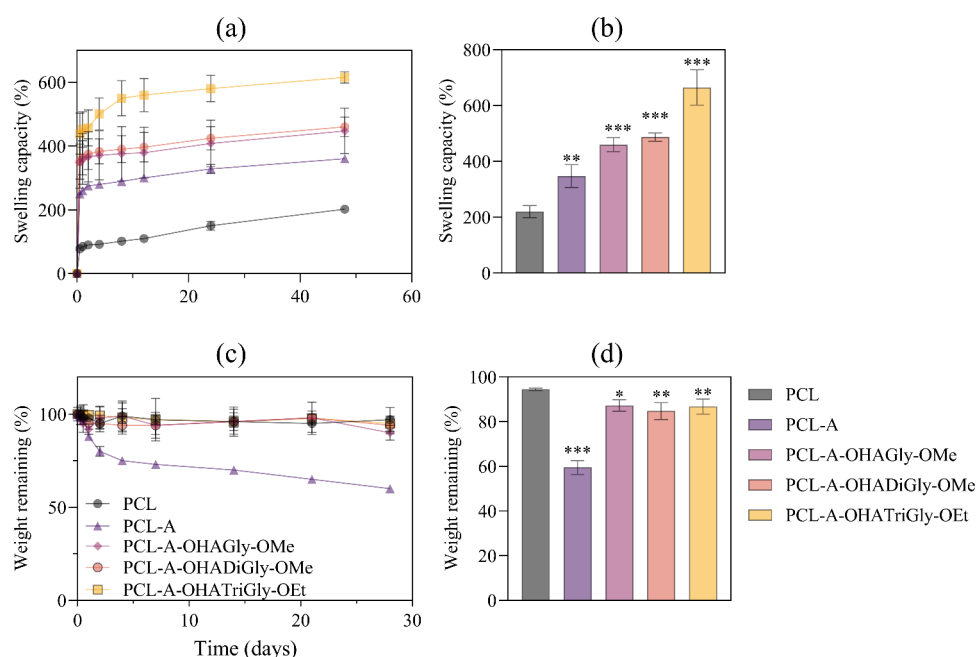 (a)
Swelling capacity (%)
600
400
200
0
0
20
40
60
(b)
Swelling capacity (%)
800
600
400
200
0
**
***
***
***
(c)
Weight remaining (%)
100
50
0
PCL
PCL-A
PCL-A-OHAGly-OMe
PCL-A-OHADiGly-OMe
PCL-A-OHATriGly-OEt
0
10
20
30
Time (days)
(d)
Weight remaining (%)
100
80
60
40
20
0
***
*
**
**
PCL
PCL-A
PCL-A-OHAGly-OMe
PCL-A-OHADiGly-OMe
PCL-A-OHATriGly-OEt